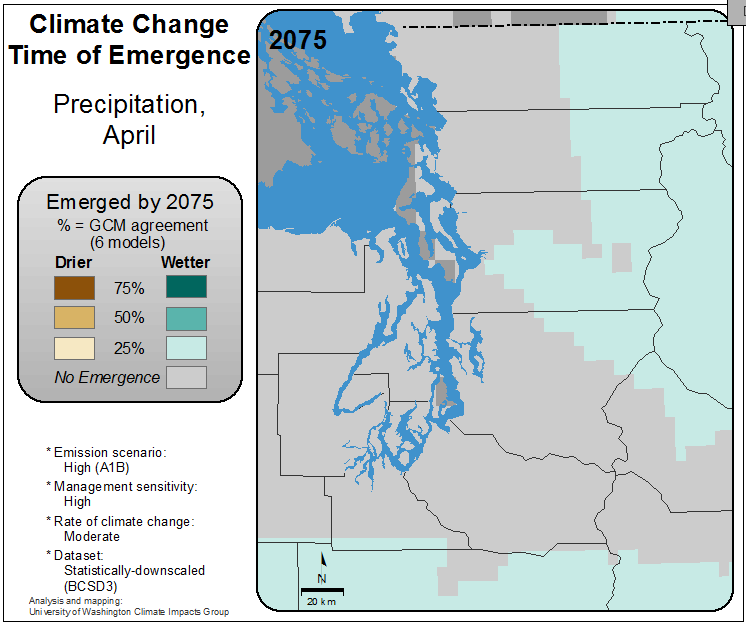 Climate Change
Time of Emergence
Precipitation,
April
Emerged by 2075
% = GCM agreement
(6 models)
Drier Wetter
75%
50%
25%
No Emergence
* Emission scenario:
High (A1B)
* Management sensitivity:
High
* Rate of climate change:
Moderate
* Dataset:
Statistically-downscaled
(BCSD3)
Analysis and mapping:
University of Washington Climate Impacts Group
2075
N
20 km